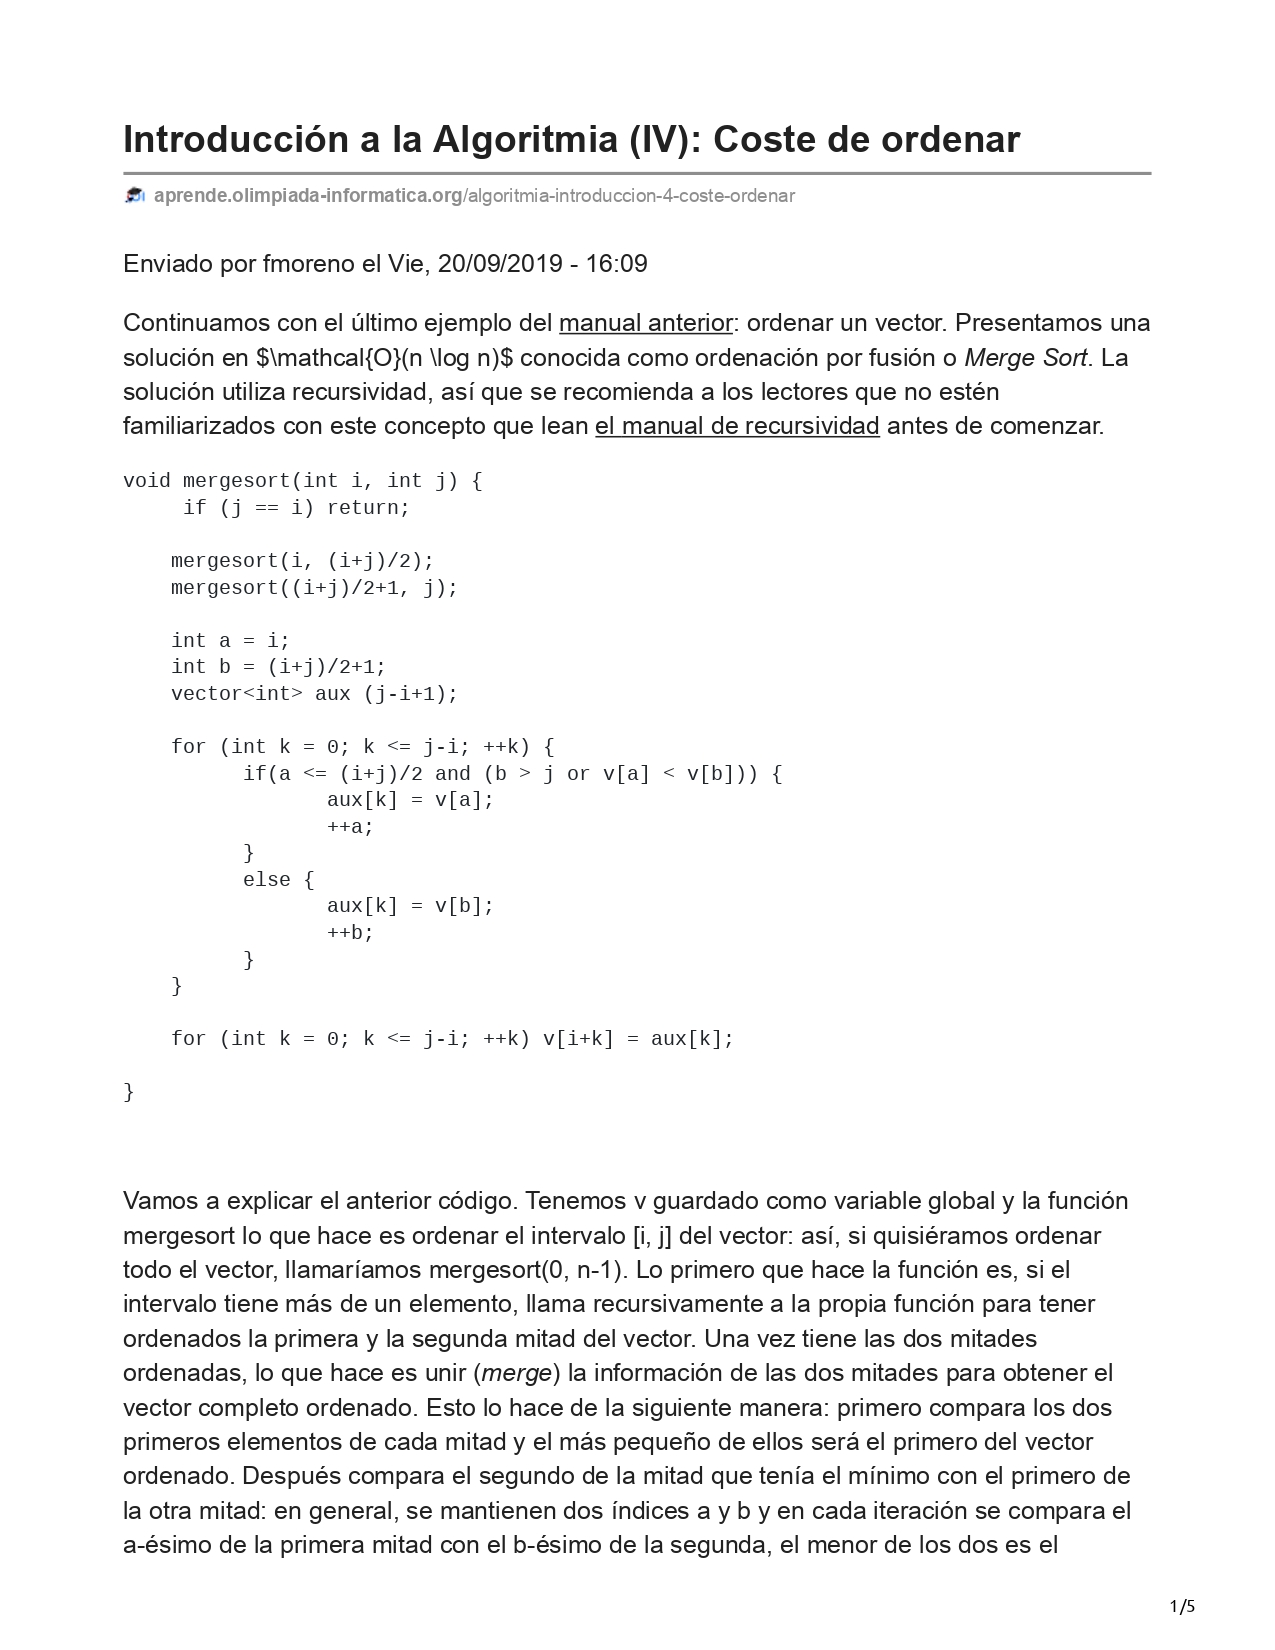 Introducción a la Algoritmia (IV): Coste de ordenar
aprende.olimpiada-informatica.org/algoritmia-introduccion-4-coste-ordenar
Enviado por fmoreno el Vie, 20/09/2019 - 16:09
Continuamos con el último ejemplo del manual anterior: ordenar un vector. Presentamos una
solución en $\mathcal{O}(n \log n)$ conocida como ordenación por fusión o Merge Sort. La
solución utiliza recursividad, así que se recomienda a los lectores que no estén
familiarizados con este concepto que lean el manual de recursividad antes de comenzar.
void mergesort(int i, int j) {
     if (j == i) return;
    mergesort(i, (i+j)/2);
    mergesort((i+j)/2+1, j);
    int a = i;
    int b = (i+j)/2+1;
    vector<int> aux (j-i+1);
    for (int k = 0; k <= j-i; ++k) {
          if(a <= (i+j)/2 and (b > j or v[a] < v[b])) {
                 aux[k] = v[a];
                 ++a;
          }
          else {
                 aux[k] = v[b];
                 ++b;
          }
    }
    for (int k = 0; k <= j-i; ++k) v[i+k] = aux[k];
}
Vamos a explicar el anterior código. Tenemos v guardado como variable global y la función
mergesort lo que hace es ordenar el intervalo [i, j] del vector: así, si quisiéramos ordenar
todo el vector, llamaríamos mergesort(0, n-1). Lo primero que hace la función es, si el
intervalo tiene más de un elemento, llama recursivamente a la propia función para tener
ordenados la primera y la segunda mitad del vector. Una vez tiene las dos mitades
ordenadas, lo que hace es unir (merge) la información de las dos mitades para obtener el
vector completo ordenado. Esto lo hace de la siguiente manera: primero compara los dos
primeros elementos de cada mitad y el más pequeño de ellos será el primero del vector
ordenado. Después compara el segundo de la mitad que tenía el mínimo con el primero de
la otra mitad: en general, se mantienen dos índices a y b y en cada iteración se compara el
a-ésimo de la primera mitad con el b-ésimo de la segunda, el menor de los dos es el
1/5